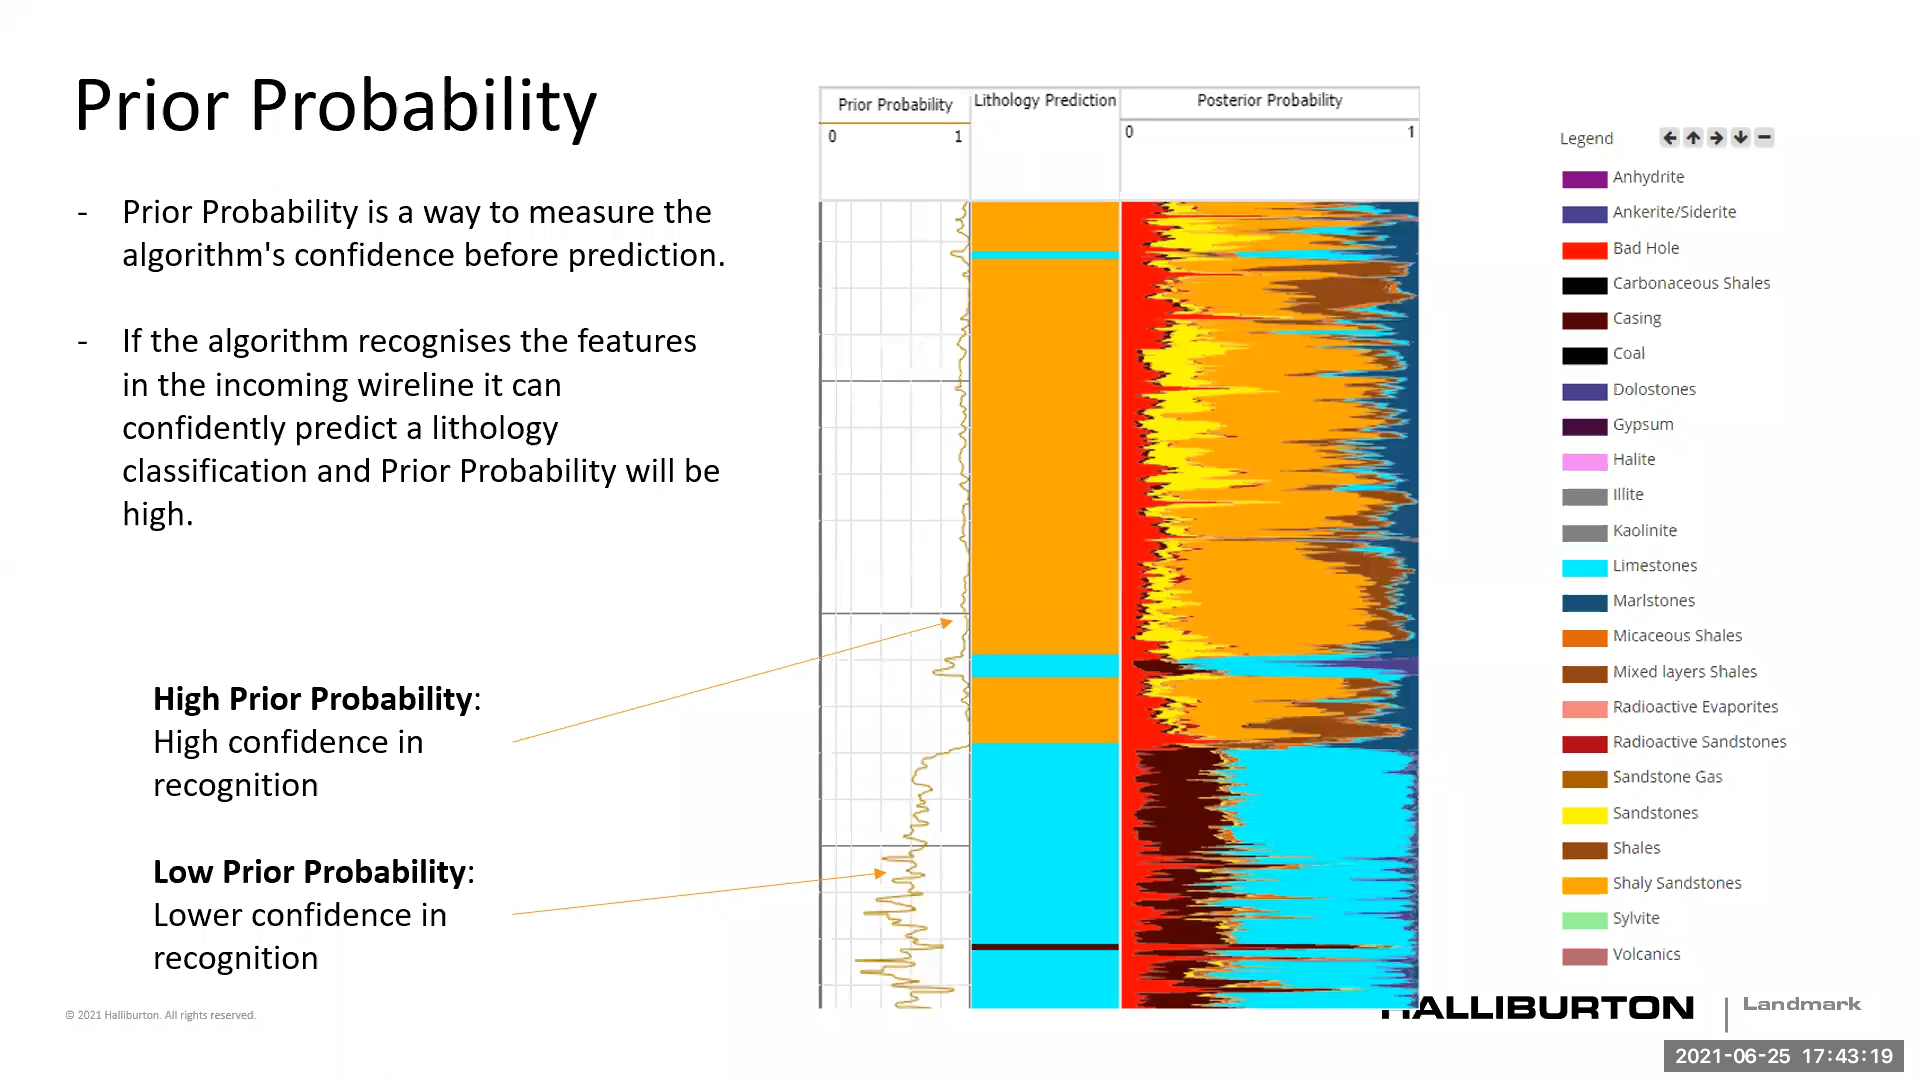 Prior Probability
- Prior Probability is a way to measure the
algorithm's confidence before prediction.
- If the algorithm recognises the features
in the incoming wireline it can
confidently predict a lithology
classification and Prior Probability will be
high.
High Prior Probability:
High confidence in
recognition
Low Prior Probability:
Lower confidence in
recognition
Prior Probability
0 1
Lithology Prediction
Posterior Probability
0 1
Legend
Anhydrite
Ankerite/Siderite
Bad Hole
Carbonaceous Shales
Casing
Coal
Dolostones
Gypsum
Halite
Illite
Kaolinite
Limestones
Marlstones
Micaceous Shales
Mixed layers Shales
Radioactive Evaporites
Radioactive Sandstones
Sandstone Gas
Sandstones
Shales
Shaly Sandstones
Sylvite
Volcanics
© 2021 Halliburton. All rights reserved.
HALLIBURTON | Landmark
2021-06-25 17:43:19